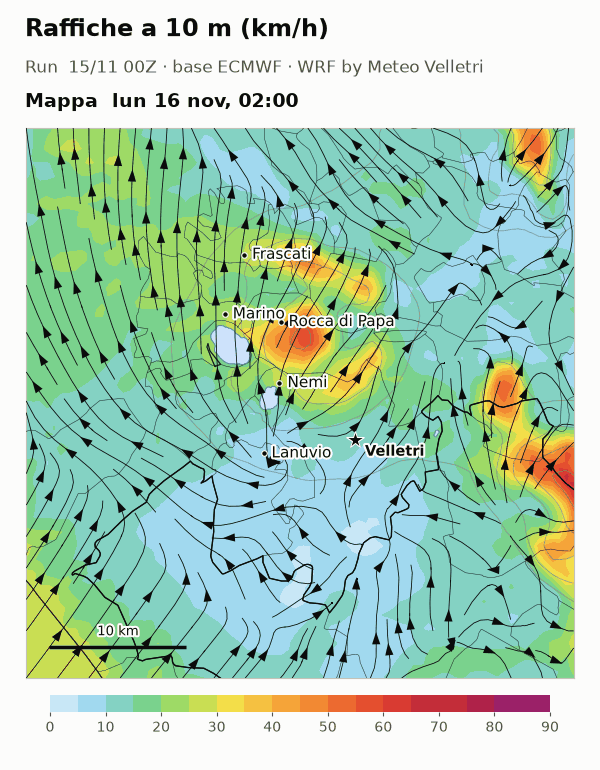 Raffiche a 10 m (km/h)
Run 15/11 00Z · base ECMWF · WRF by Meteo Velletri
Mappa lun 16 nov, 02:00
Frascati
Marino
Rocca di Papa
Nemi
Lanuvio
Velletri
10 km
0 10 20 30 40 50 60 70 80 90